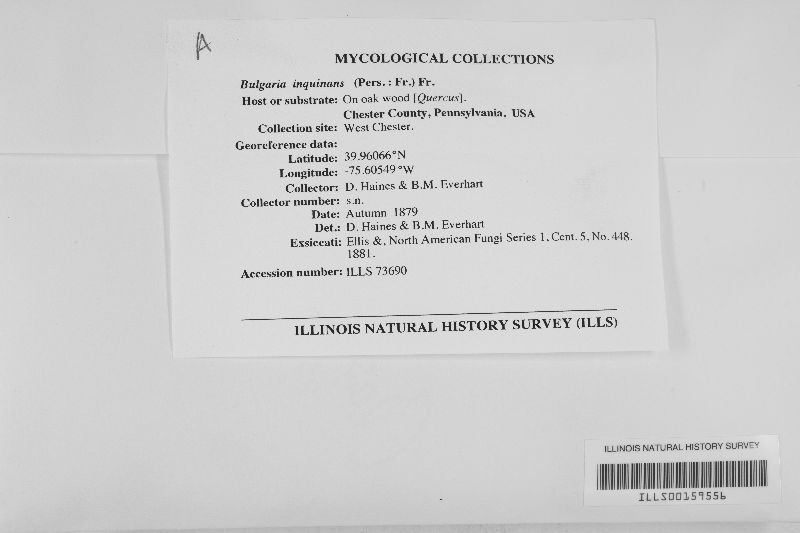 A
MYCOLOGICAL COLLECTIONS
Bulgaria inquinans (Pers. : Fr.) Fr.
Host or substrate: On oak wood [Quercus].
Chester County, Pennsylvania, USA
Collection site: West Chester.
Georeference data:
Latitude: 39.96066°N
Longitude: -75.60549°W
Collector: D. Haines & B.M. Everhart
Collector number: s.n.
Date: Autumn 1879
Det.: D. Haines & B.M. Everhart
Exsiccati: Ellis &, North American Fungi Series 1, Cent. 5, No. 448.
1881.
Accession number: ILLS 73690
ILLINOIS NATURAL HISTORY SURVEY (ILLS)
ILLINOIS NATURAL HISTORY SURVEY
ILLS00159556